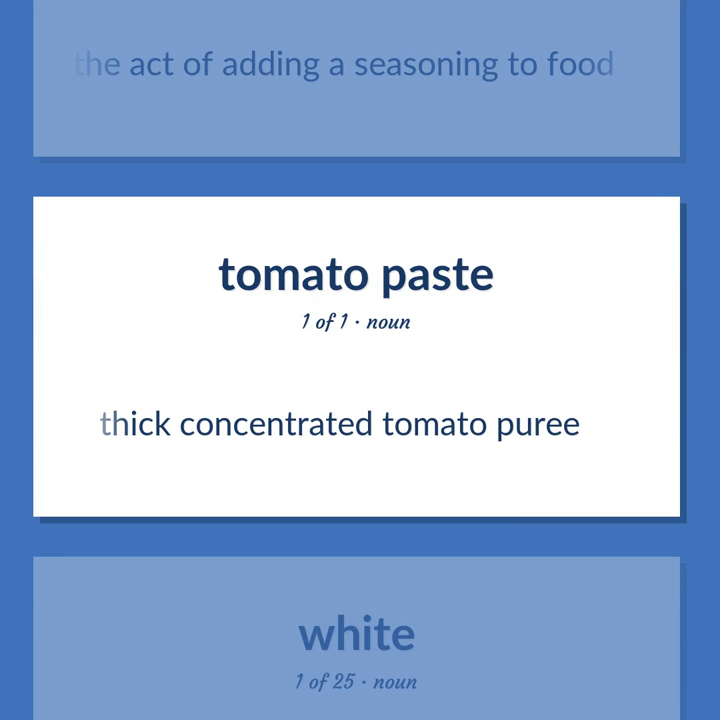 the act of adding a seasoning to food
tomato paste
1 of 1 · noun
thick concentrated tomato puree
white
1 of 25 · noun